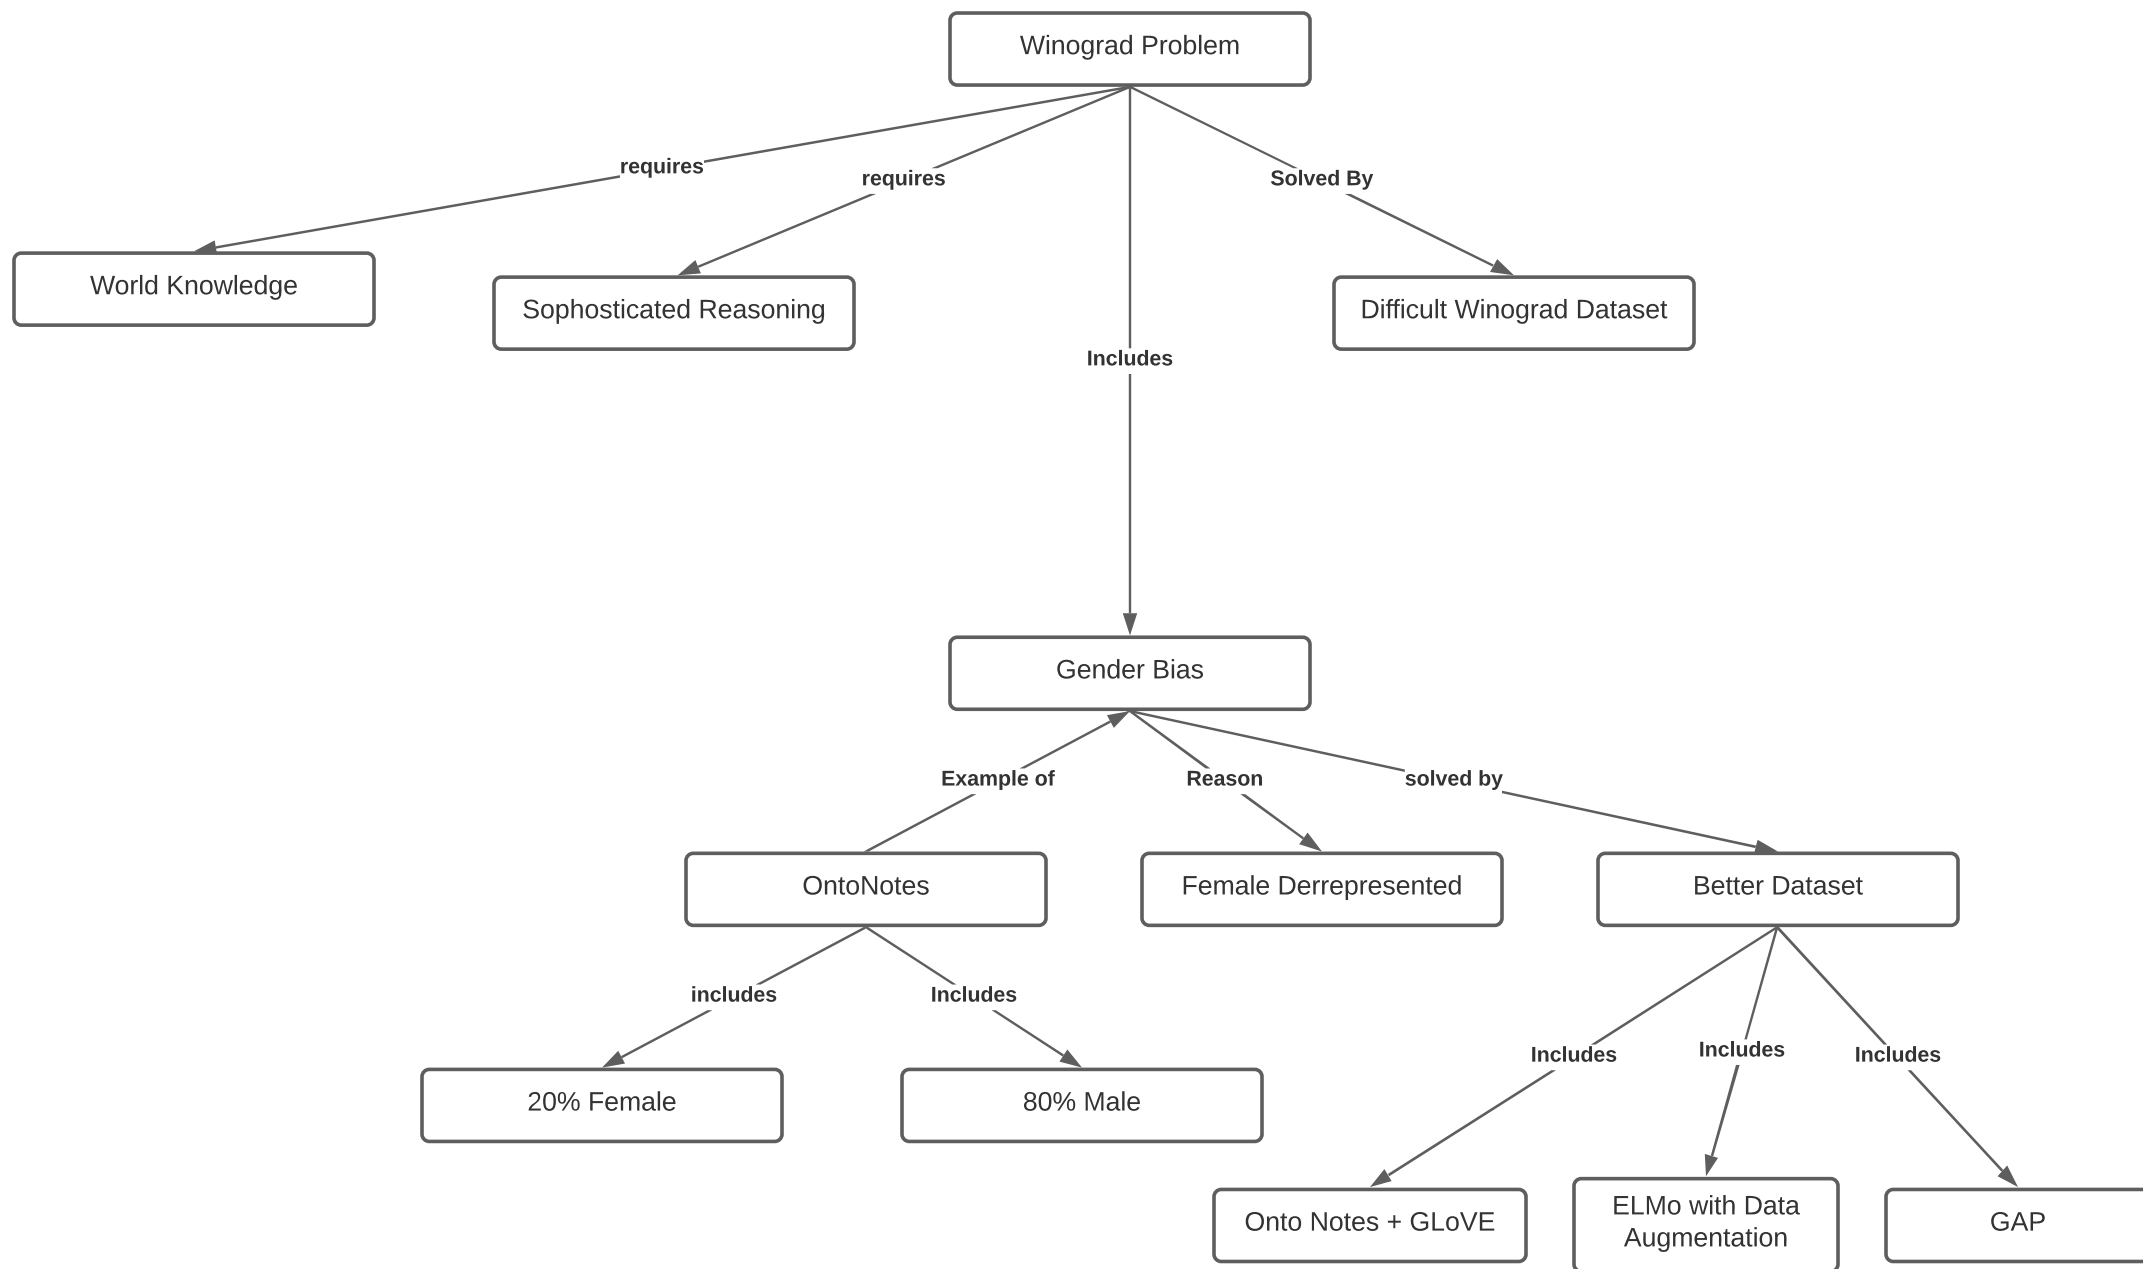 Winograd Problem
requires
requires
Solved By
World Knowledge
Sophosticated Reasoning
Difficult Winograd Dataset
Includes
Gender Bias
Example of
Reason
solved by
OntoNotes
Female Derrepresented
Better Dataset
includes
Includes
Includes
Includes
Includes
20% Female
80% Male
Onto Notes + GLoVE
ELMo with Data
Augmentation
GAP